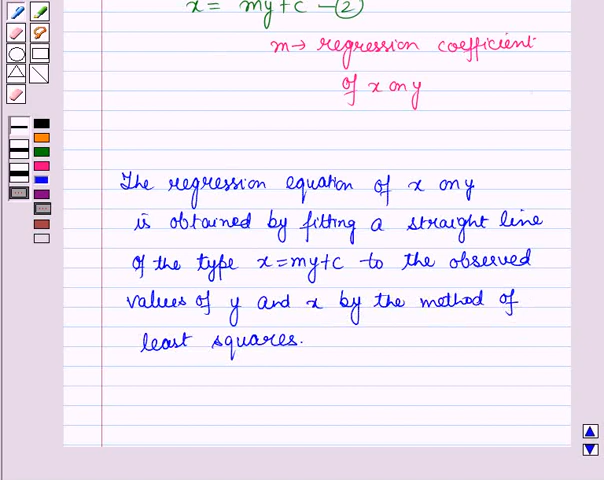 x = my+c —②
m→ regression coefficient
of x on y
The regression equation of x on y
is obtained by fitting a straight line
of the type x=my+c to the observed
values of y and x by the method of
least squares.